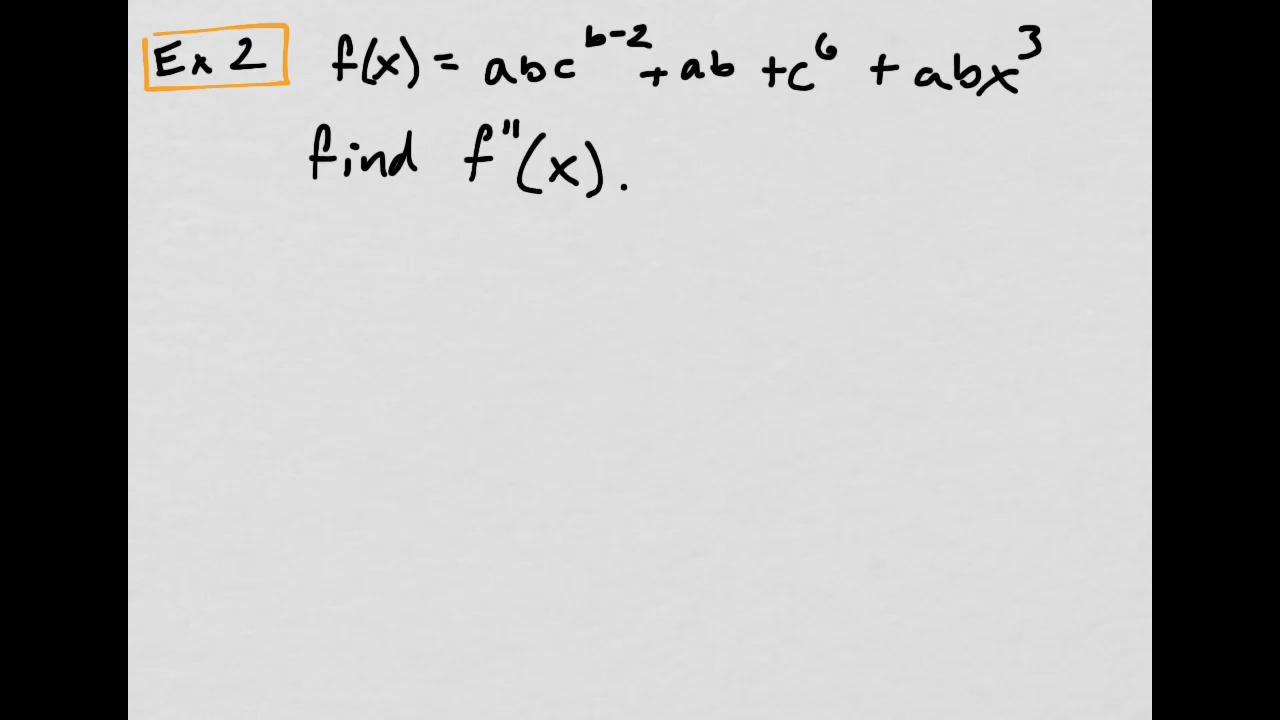 Ex 2 f(x) = abc^{b-2} + ab + c^6 + abx^3
find f"(x).